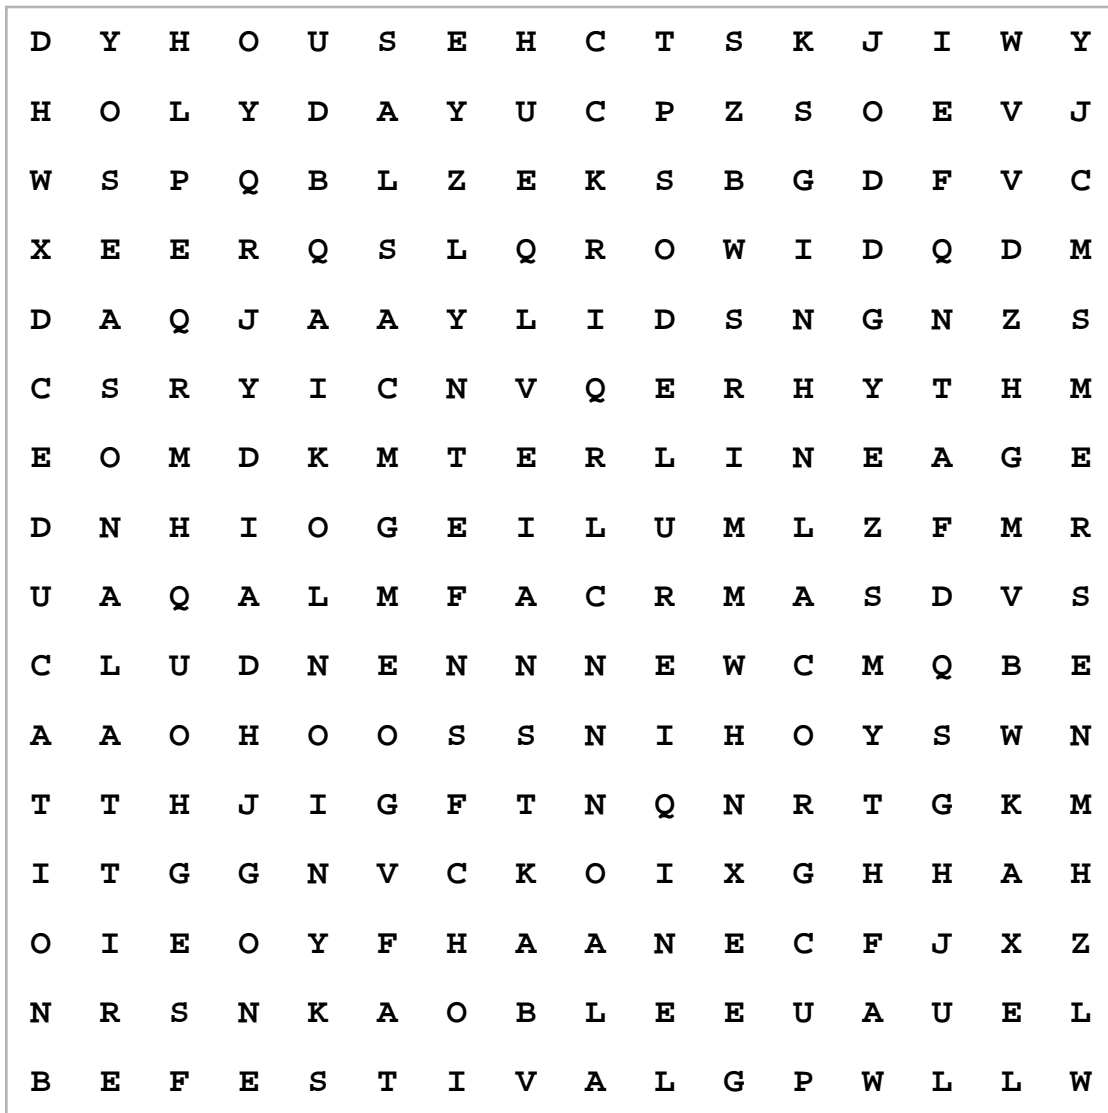 D Y H O U S E H C T S K J I W Y
H O L Y D A Y U C P Z S O E V J
W S P Q B L Z E K S B G D F V C
X E E R Q S L Q R O W I D Q D M
D A Q J A A Y L I D S N G N Z S
C S R Y I C N V Q E R H Y T H M
E O M D K M T E R L I N E A G E
D N H I O G E I L U M L Z F M R
U A Q A L M F A C R M A S D V S
C L U D N E N N N E W C M Q B E
A A O H O O S S N I H O Y S W N
T T H J I G F T N Q N R T G K M
I T G G N V C K O I X G H H A H
O I E O Y F H A A N E C F J X Z
N R S N K A O B L E E U A U E L
B E F E S T I V A L G P W L L W